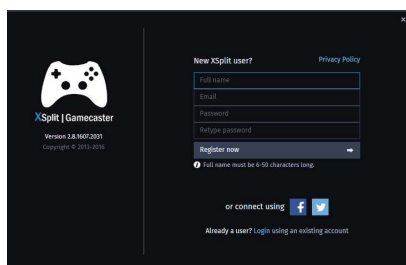 New XSplit user?
Privacy Policy
Full name
Email
Password
Retype password
Register now
Full name must be 6-50 characters long.
XSplit | Gamecaster
Version 2.8.1607.2031
Copyright © 2013-2016
or connect using
Already a user? Login using an existing account